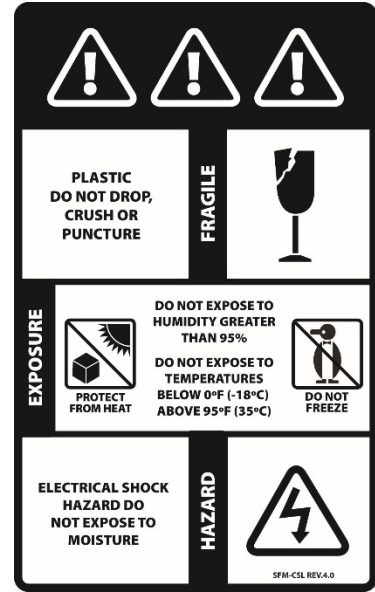 PLASTIC
DO NOT DROP,
CRUSH OR
PUNCTURE
FRAGILE
EXPOSURE
PROTECT
FROM HEAT
DO NOT EXPOSE TO
HUMIDITY GREATER
THAN 95%
DO NOT EXPOSE TO
TEMPERATURES
BELOW 0ºF (-18ºC)
ABOVE 95ºF (35ºC)
DO NOT
FREEZE
ELECTRICAL SHOCK
HAZARD DO
NOT EXPOSE TO
MOISTURE
HAZARD
SFM-CSL REV.4.0